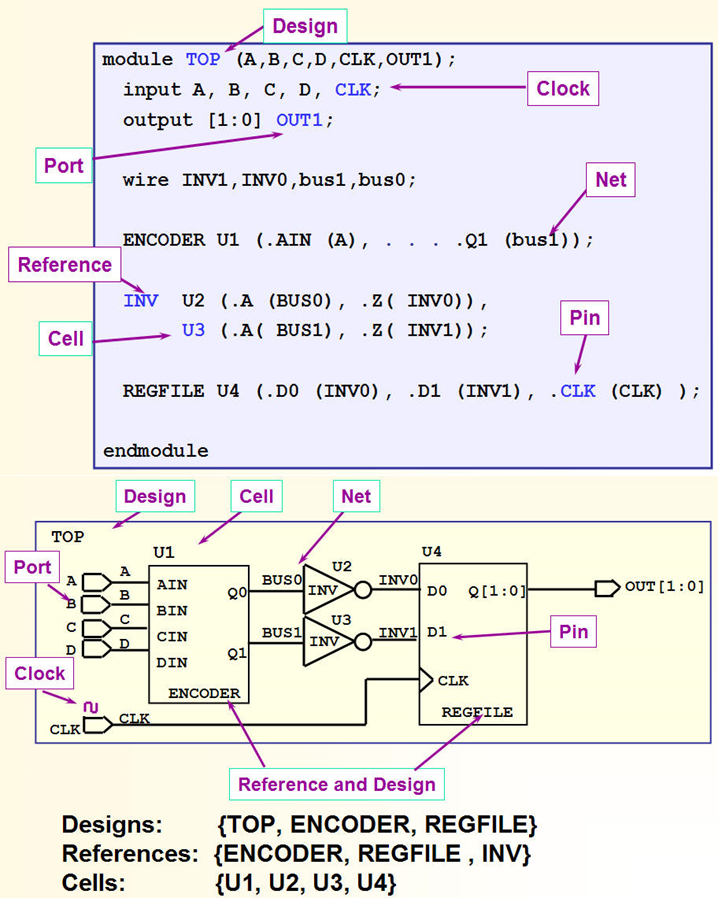 Design
module TOP (A,B,C,D,CLK,OUT1);
input A, B, C, D, CLK;
Clock
output [1:0] OUT1;
Port
wire INV1,INV0,bus1,bus0;
Net
ENCODER U1 (.AIN (A), . . . .Q1 (bus1));
Reference
INV U2 (.A (BUS0), .Z( INV0)),
Pin
Cell
U3 (.A( BUS1), .Z( INV1));
REGFILE U4 (.D0 (INV0), .D1 (INV1), .CLK (CLK) );
endmodule
Design
Cell
Net
TOP
U1
U2
U4
Port
A
A
AIN
Q0
BUS0
INV
INV0
D0
Q[1:0]
OUT[1:0]
B
B
BIN
C
C
CIN
U3
D
D
DIN
Q1
BUS1
INV
INV1
D1
Pin
Clock
CLK
ENCODER
CLK
CLK
REGFILE
Reference and Design
Designs: {TOP, ENCODER, REGFILE}
References: {ENCODER, REGFILE , INV}
Cells: {U1, U2, U3, U4}